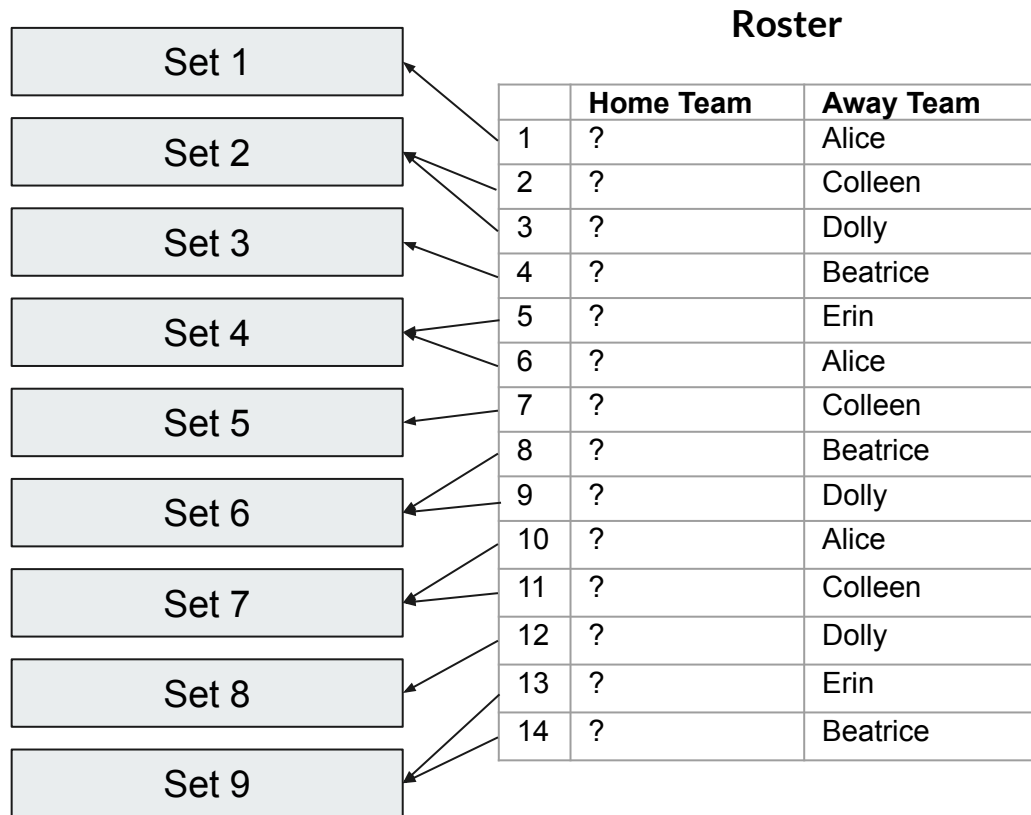 Roster
Set 1
Set 2
Set 3
Set 4
Set 5
Set 6
Set 7
Set 8
Set 9
Home Team Away Team
1 ? Alice
2 ? Colleen
3 ? Dolly
4 ? Beatrice
5 ? Erin
6 ? Alice
7 ? Colleen
8 ? Beatrice
9 ? Dolly
10 ? Alice
11 ? Colleen
12 ? Dolly
13 ? Erin
14 ? Beatrice